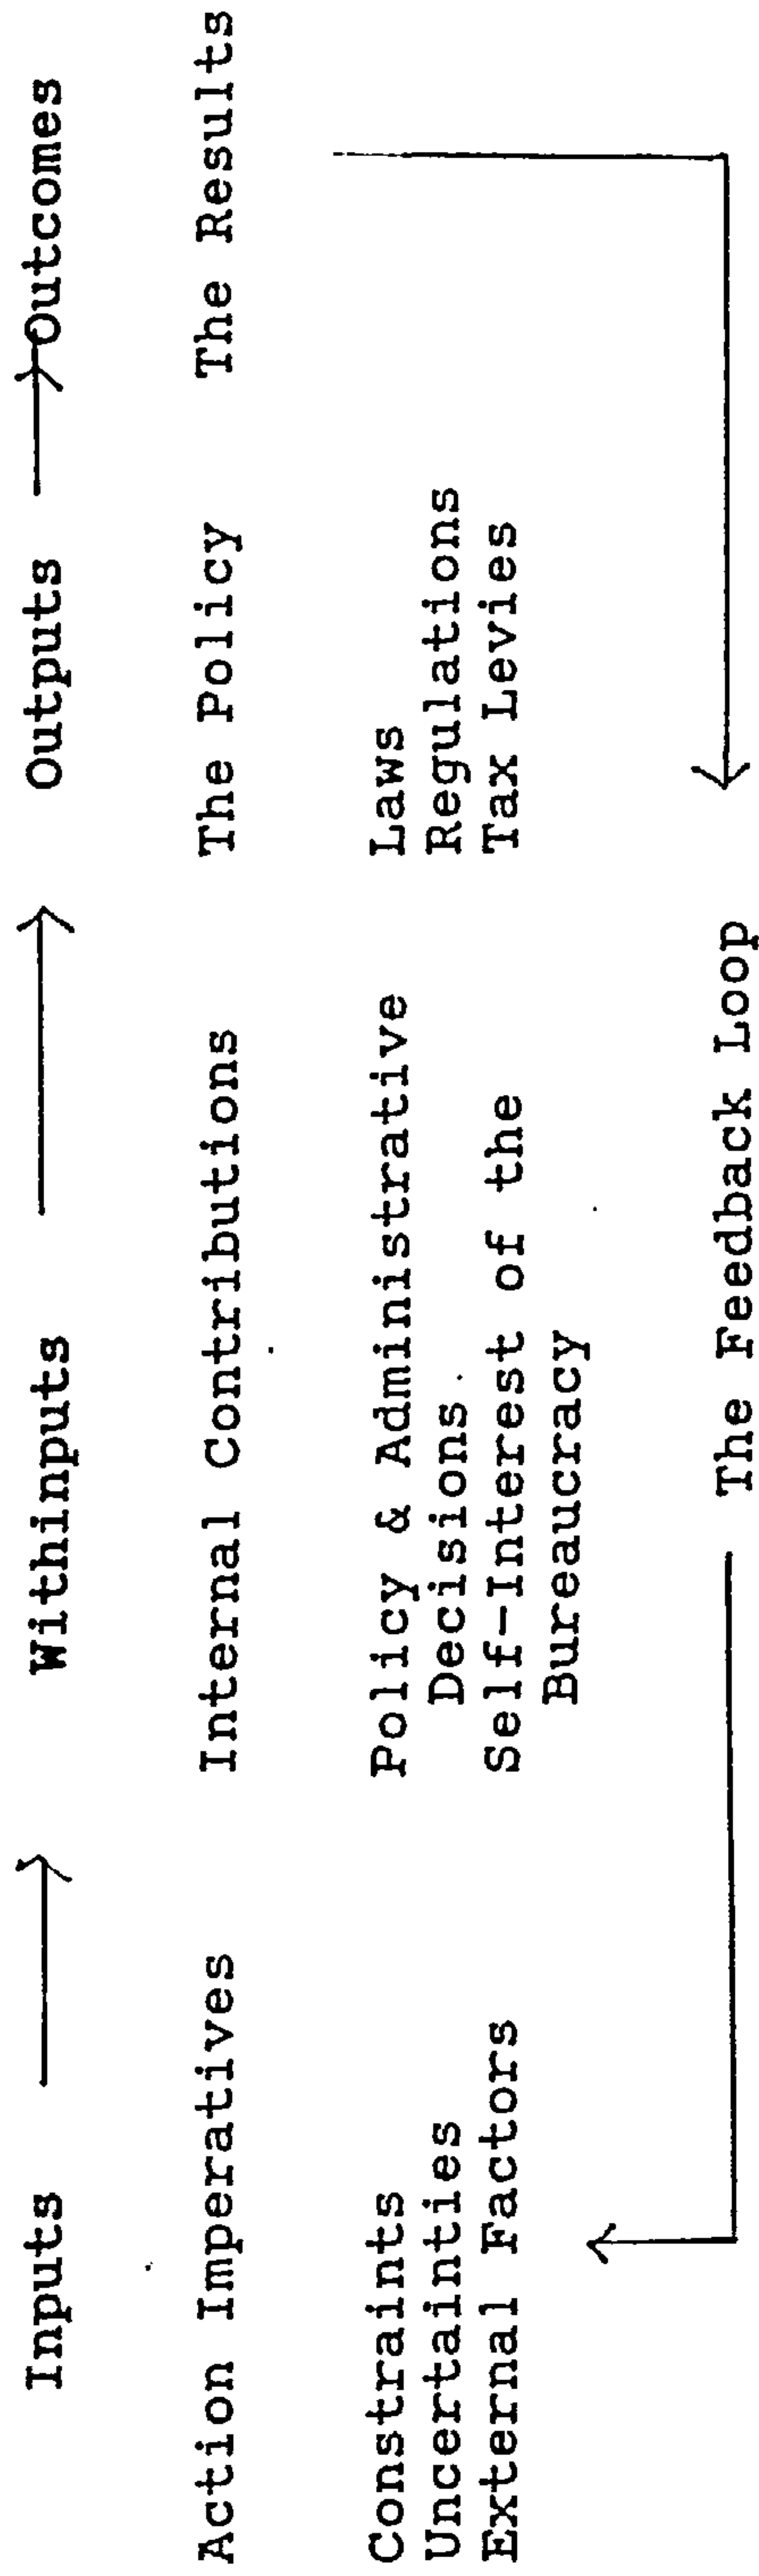 Inputs Withinputs Outputs Outcomes
Action Imperatives Internal Contributions The Policy The Results
Constraints Policy & Administrative Laws
Uncertainties Decisions Regulations
External Factors Self-Interest of the Tax Levies
Bureaucracy
The Feedback Loop